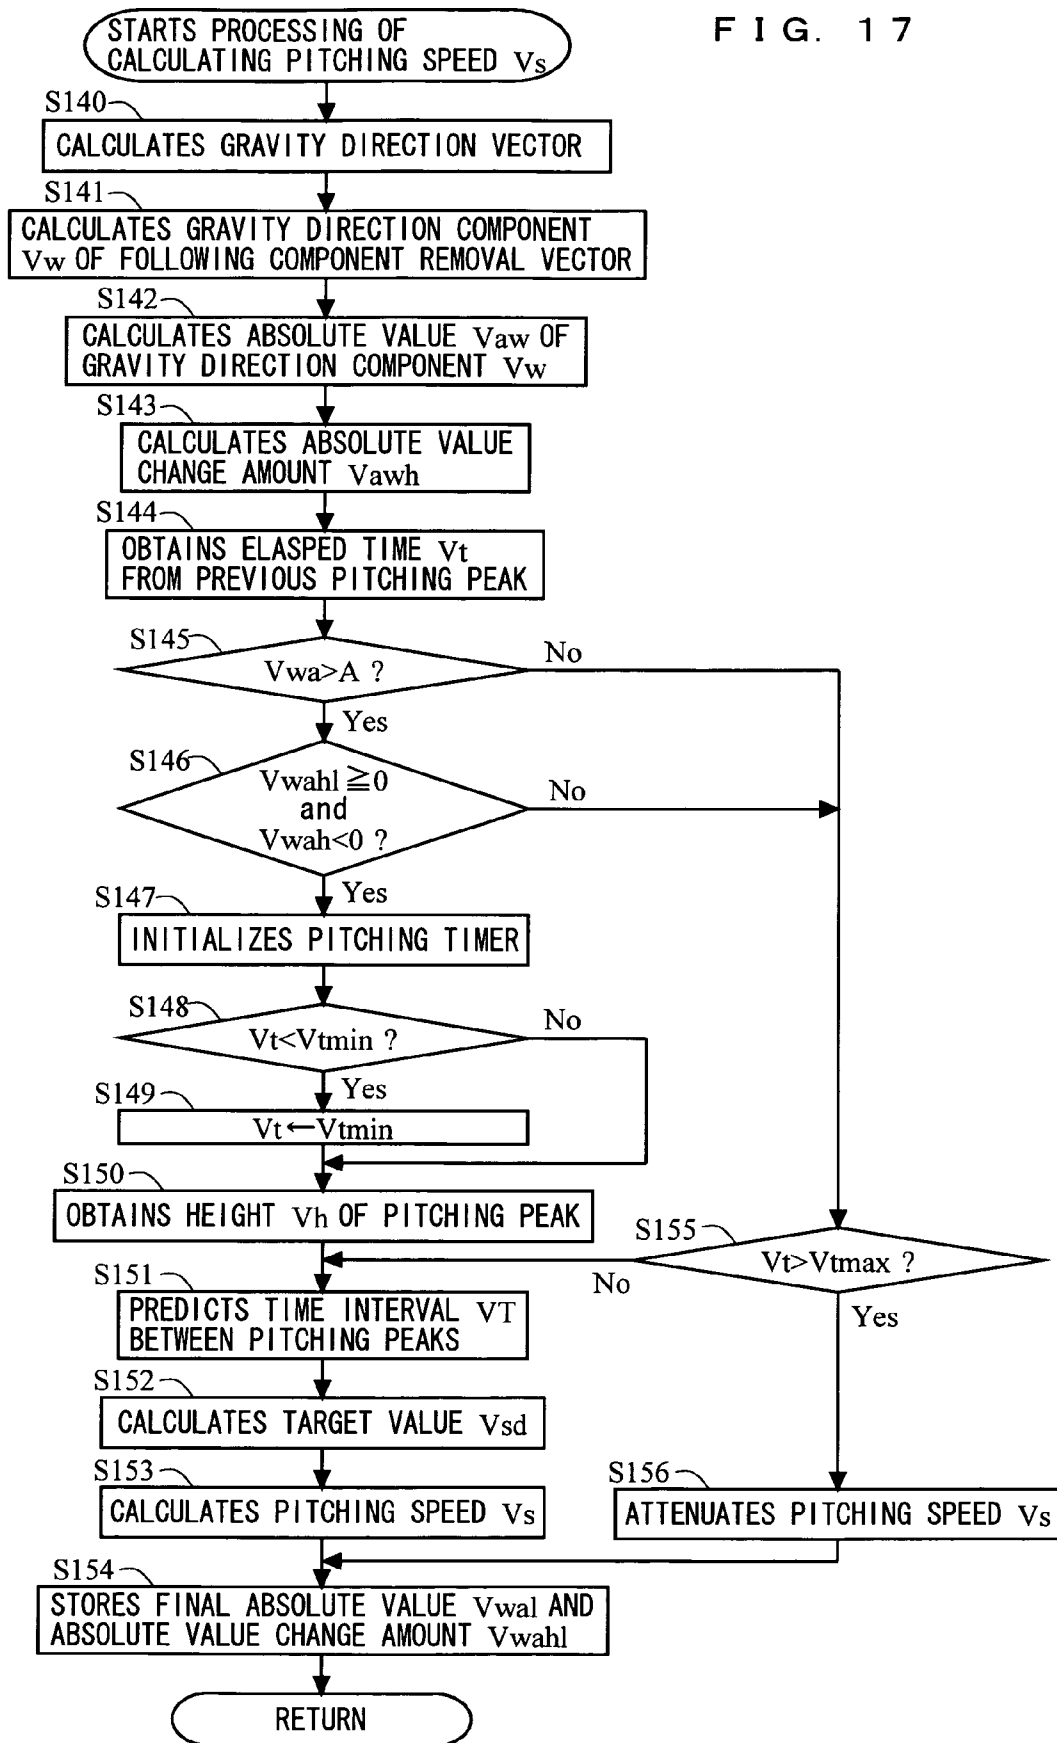 FIG. 17
STARTS PROCESSING OF
CALCULATING PITCHING SPEED Vs
S140
CALCULATES GRAVITY DIRECTION VECTOR
S141
CALCULATES GRAVITY DIRECTION COMPONENT
Vw OF FOLLOWING COMPONENT REMOVAL VECTOR
S142
CALCULATES ABSOLUTE VALUE Vaw OF
GRAVITY DIRECTION COMPONENT Vw
S143
CALCULATES ABSOLUTE VALUE
CHANGE AMOUNT Vawh
S144
OBTAINS ELASPED TIME Vt
FROM PREVIOUS PITCHING PEAK
S145
Vwa>A ?
No
Yes
S146
Vwahl≧0
and
Vwah<0 ?
No
Yes
S147
INITIALIZES PITCHING TIMER
S148
Vt<Vtmin ?
No
Yes
S149
Vt←Vtmin
S150
OBTAINS HEIGHT Vh OF PITCHING PEAK
S155
Vt>Vtmax ?
No
Yes
S151
PREDICTS TIME INTERVAL VT
BETWEEN PITCHING PEAKS
S152
CALCULATES TARGET VALUE Vsd
S153
CALCULATES PITCHING SPEED Vs
S156
ATTENUATES PITCHING SPEED Vs
S154
STORES FINAL ABSOLUTE VALUE Vwal AND
ABSOLUTE VALUE CHANGE AMOUNT Vwahl
RETURN